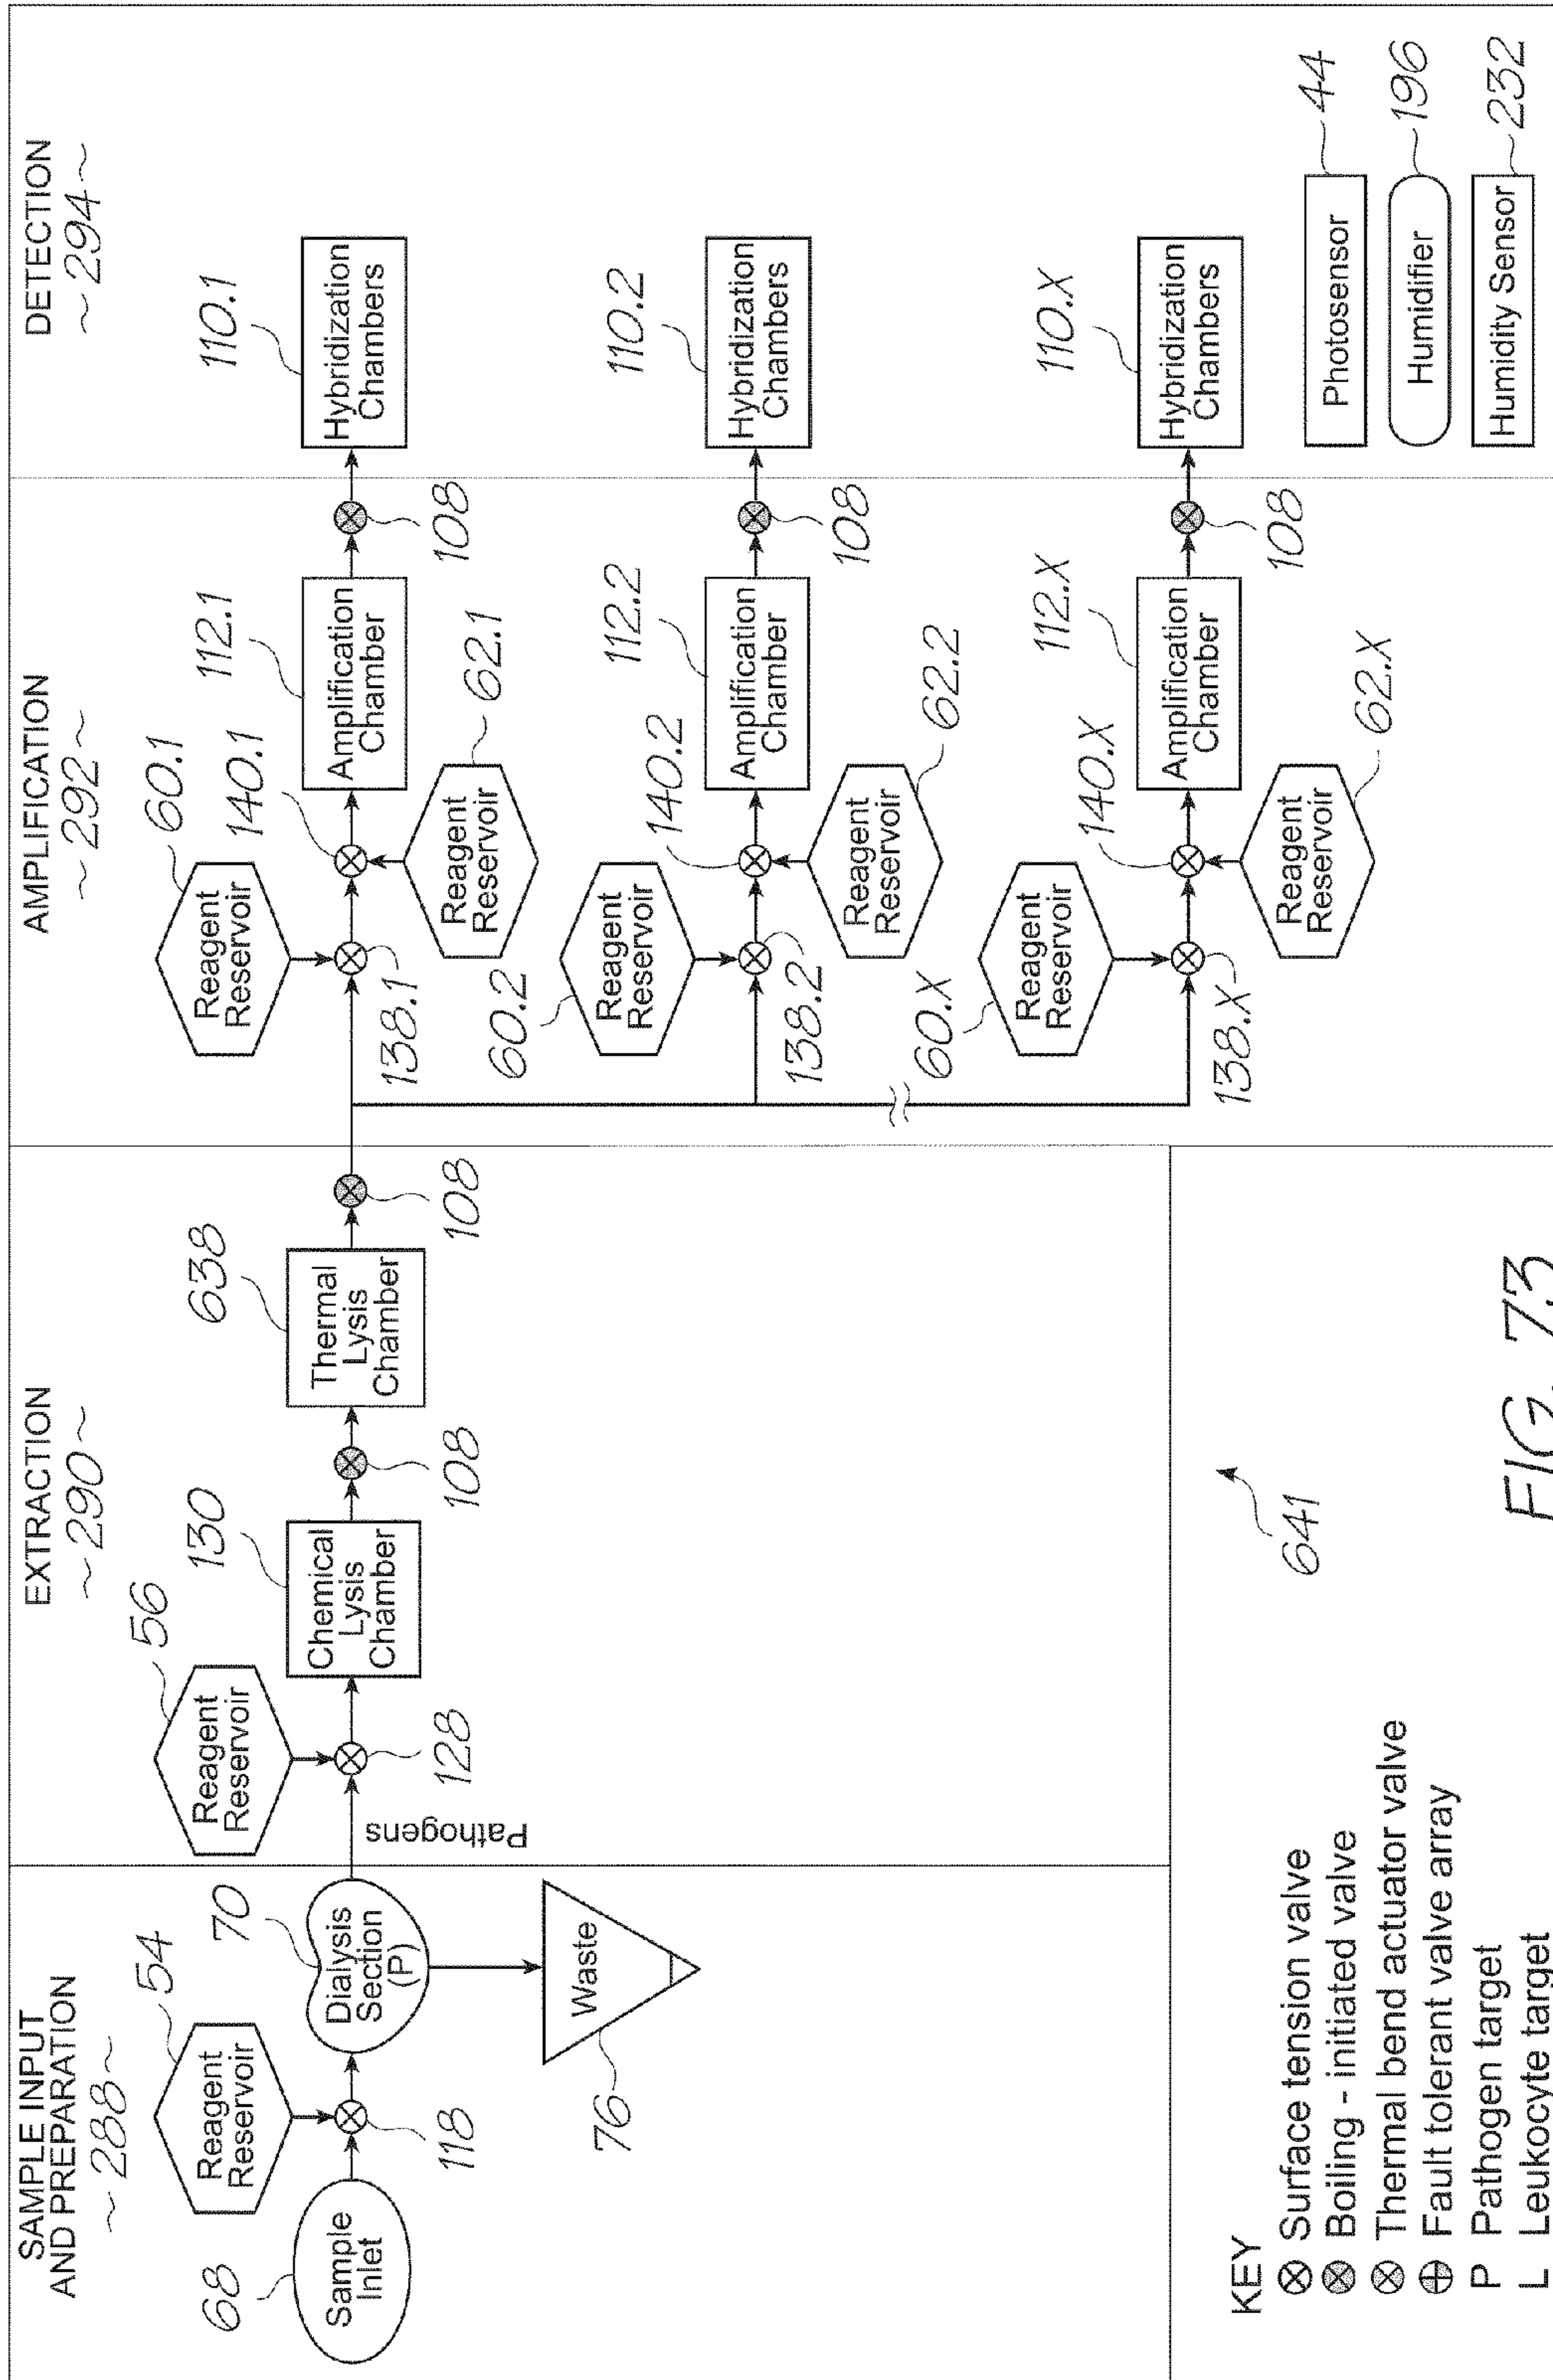 SAMPLE INPUT
AND PREPARATION
~288~
68
Sample
Inlet
54
Reagent
Reservoir
118
70
Dialysis
Section
(P)
76
Waste
EXTRACTION
~290~
Pathogens
56
Reagent
Reservoir
128
130
Chemical
Lysis
Chamber
108
638
Thermal
Lysis
Chamber
108
AMPLIFICATION
~292~
60.1
Reagent
Reservoir
138.1
140.1
Reagent
Reservoir
62.1
112.1
Amplification
Chamber
108
60.2
Reagent
Reservoir
138.2
140.2
Reagent
Reservoir
62.2
112.2
Amplification
Chamber
108
60.X
Reagent
Reservoir
138.X
140.X
Reagent
Reservoir
62.X
112.X
Amplification
Chamber
108
DETECTION
~294~
110.1
Hybridization
Chambers
110.2
Hybridization
Chambers
110.X
Hybridization
Chambers
Photosensor
44
Humidifier
196
Humidity Sensor
232
KEY
Surface tension valve
Boiling - initiated valve
Thermal bend actuator valve
Fault tolerant valve array
P Pathogen target
L Leukocyte target
641
FIG. 73